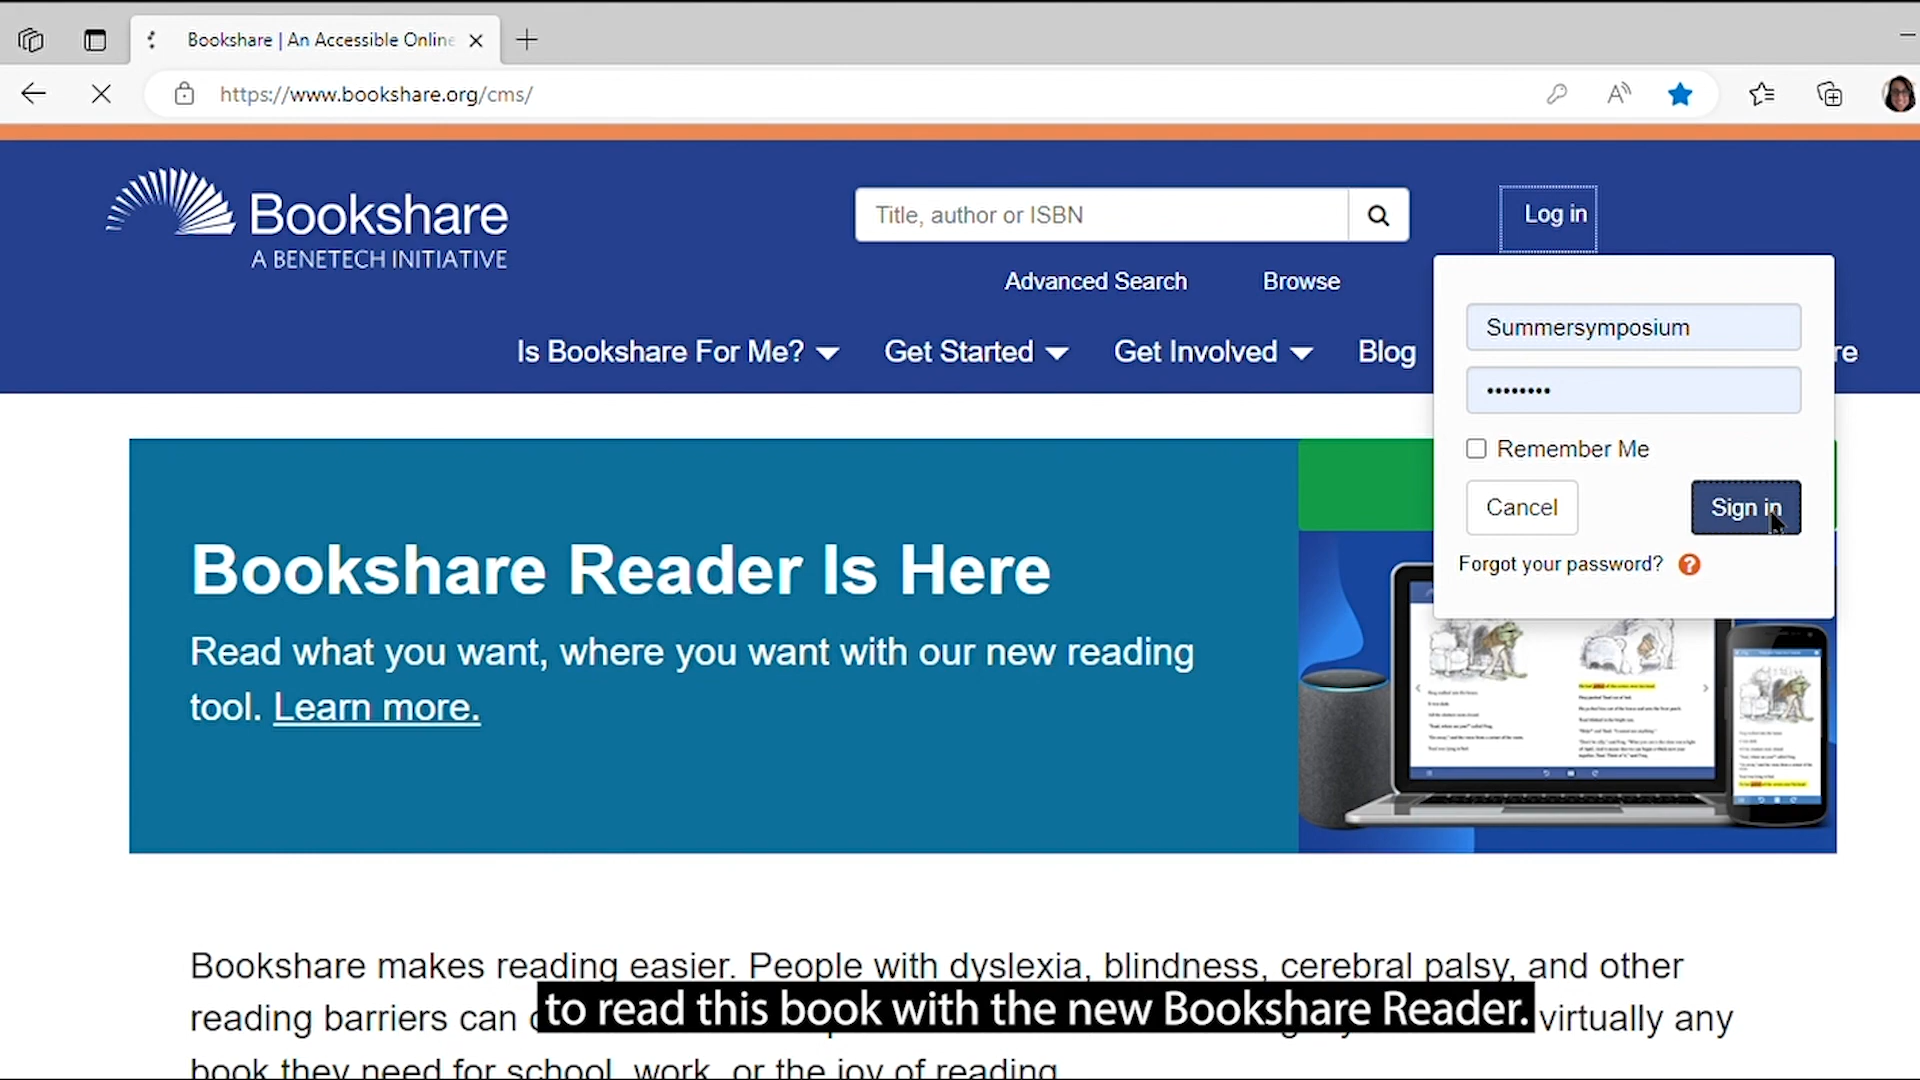 Bookshare | An Accessible Online
https://www.bookshare.org/cms/
Bookshare
A BENETECH INITIATIVE
Title, author or ISBN
Log in
Advanced Search
Browse
Is Bookshare For Me?
Get Started
Get Involved
Blog
re
Summersymposium
Remember Me
Cancel
Sign in
Forgot your password?
Bookshare Reader Is Here
Read what you want, where you want with our new reading
tool. Learn more.
Bookshare makes reading easier. People with dyslexia, blindness, cerebral palsy, and other
reading barriers can virtually any
to read this book with the new Bookshare Reader.
book they need for school, work, or the joy of reading.